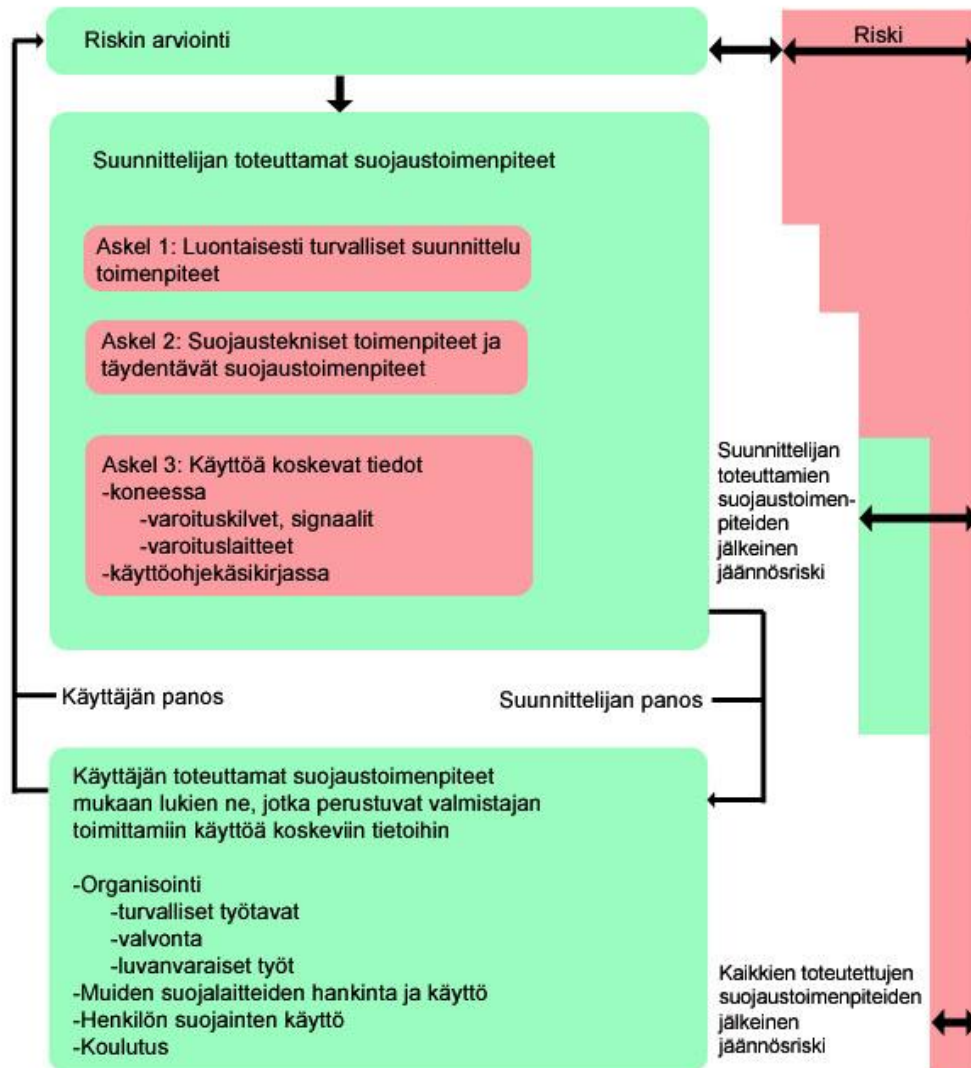 Riskin arviointi
Riski
Suunnittelijan toteuttamat suojaustoimenpiteet
Askel 1: Luontaisesti turvalliset suunnittelu
toimenpiteet
Askel 2: Suojaustekniset toimenpiteet ja
täydentävät suojaustoimenpiteet
Askel 3: Käyttöä koskevat tiedot
-koneessa
-varoituskilvet, signaalit
-varoituslaitteet
-käyttöohjekäsikirjassa
Suunnittelijan
toteuttamien
suojaustoimen-
piteiden
jälkeinen
jäännösriski
Käyttäjän panos
Suunnittelijan panos
Käyttäjän toteuttamat suojaustoimenpiteet
mukaan lukien ne, jotka perustuvat valmistajan
toimittamiin käyttöä koskeviin tietoihin
-Organisointi
-turvalliset työtavat
-valvonta
-luvanvaraiset työt
-Muiden suojalaitteiden hankinta ja käyttö
-Henkilön suojainten käyttö
-Koulutus
Kaikkien toteutettujen
suojaustoimenpiteiden
jälkeinen
jäännösriski